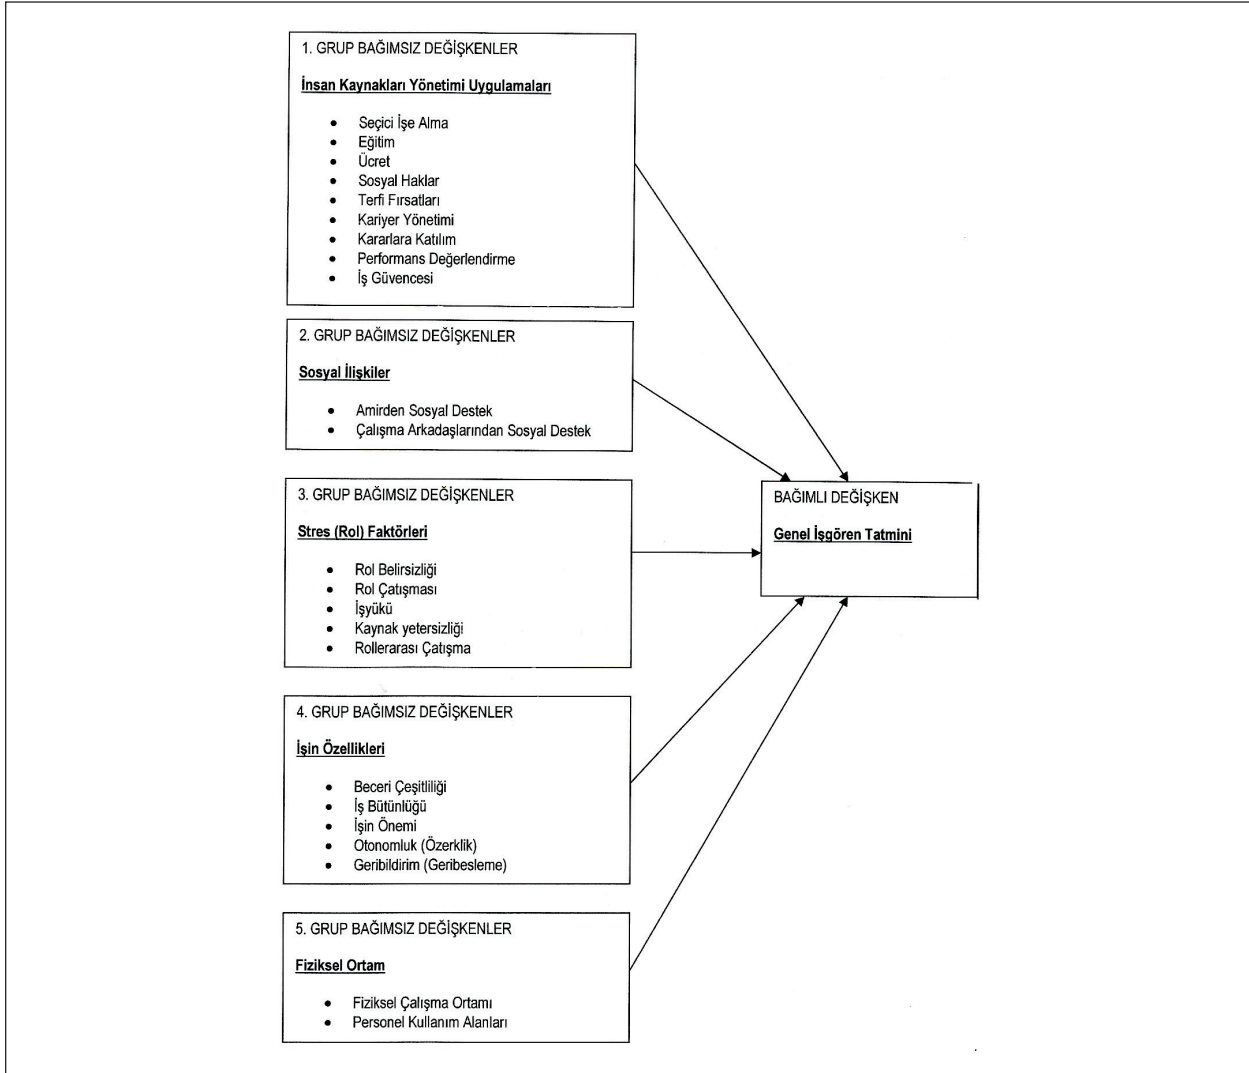 1. GRUP BAĞIMSIZ DEĞİŞKENLER
İnsan Kaynakları Yönetimi Uygulamaları
• Seçici İşe Alma
• Eğitim
• Ücret
• Sosyal Haklar
• Terfi Fırsatları
• Kariyer Yönetimi
• Kararlara Katılım
• Performans Değerlendirme
• İş Güvencesi
2. GRUP BAĞIMSIZ DEĞİŞKENLER
Sosyal İlişkiler
• Amirden Sosyal Destek
• Çalışma Arkadaşlarından Sosyal Destek
3. GRUP BAĞIMSIZ DEĞİŞKENLER
Stres (Rol) Faktörleri
• Rol Belirsizliği
• Rol Çatışması
• İşyükü
• Kaynak yetersizliği
• Rollerarası Çatışma
4. GRUP BAĞIMSIZ DEĞİŞKENLER
İşin Özellikleri
• Beceri Çeşitliliği
• İş Bütünlüğü
• İşin Önemi
• Otonomluk (Özerklik)
• Geribildirim (Geribesleme)
5. GRUP BAĞIMSIZ DEĞİŞKENLER
Fiziksel Ortam
• Fiziksel Çalışma Ortamı
• Personel Kullanım Alanları
BAĞIMLI DEĞİŞKEN
Genel İşgören Tatmini